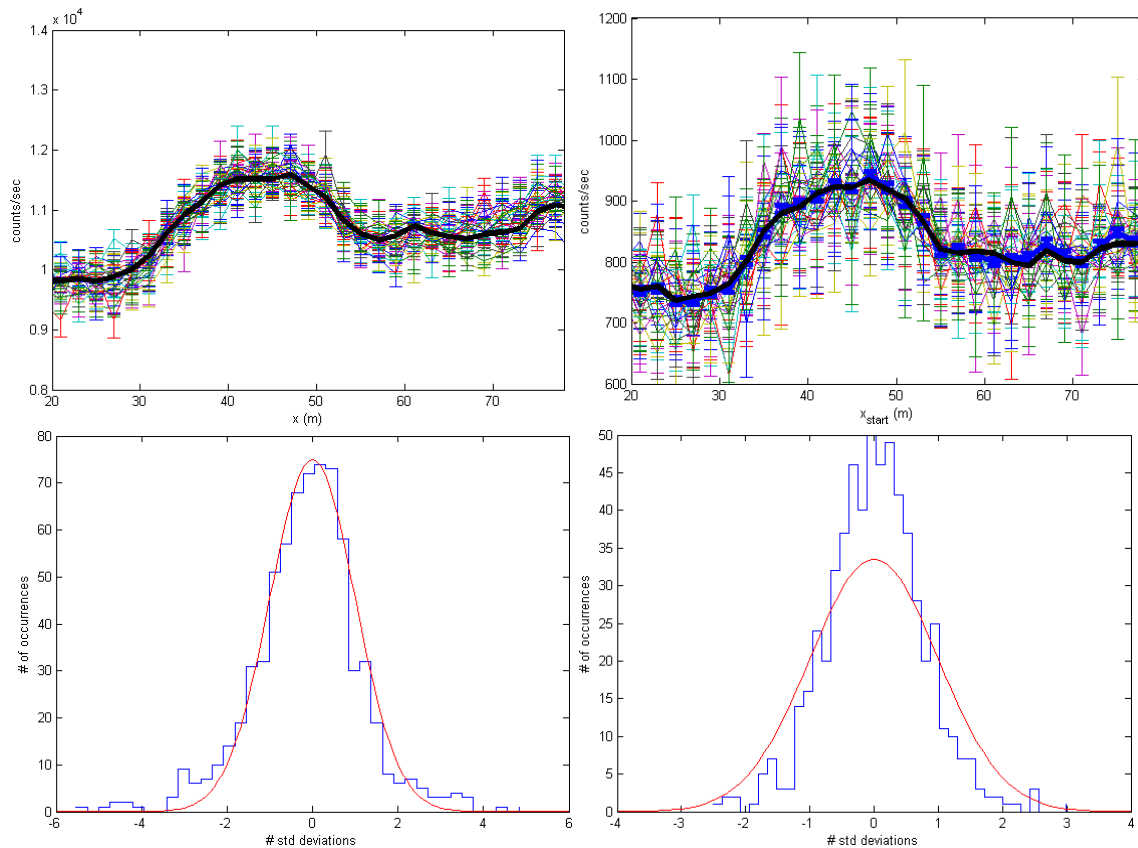 x 10⁴
1.4
1.3
1.2
1.1
1
0.9
0.8
counts/sec
20 30 40 50 60 70
x (m)
1200
1100
1000
900
800
700
600
counts/sec
20 30 40 50 60 70
x_start (m)
80
70
60
50
40
30
20
10
0
# of occurrences
-6 -4 -2 0 2 4 6
# std deviations
50
45
40
35
30
25
20
15
10
5
0
# of occurrences
-4 -3 -2 -1 0 1 2 3 4
# std deviations